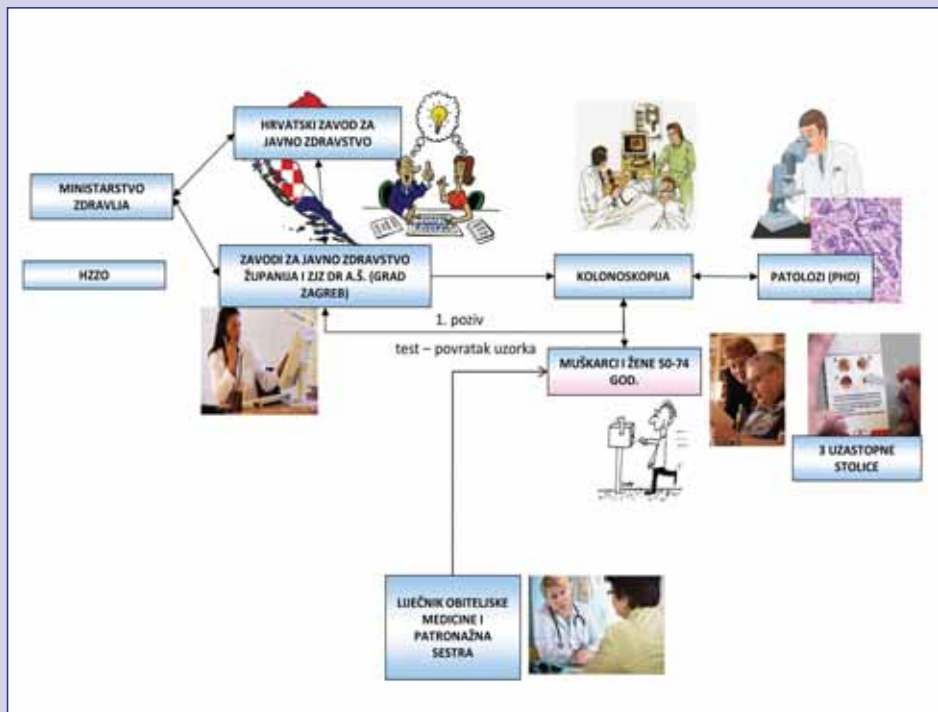 HRVATSKI ZAVOD ZA
JAVNO ZDRAVSTVO
MINISTARSTVO
ZDRAVLJA
HZZO
ZAVODI ZA JAVNO ZDRAVSTVO
ŽUPANIJA I ZJZ DR A.Š. (GRAD
ZAGREB)
KOLONOSKOPIJA
PATOLOZI (PHD)
1. poziv
test – povratak uzorka
MUŠKARCI I ŽENE 50-74
GOD.
3 UZASTOPNE
STOLICE
LIJEČNIK OBITELJSKE
MEDICINE I
PATRONAŽNA
SESTRA